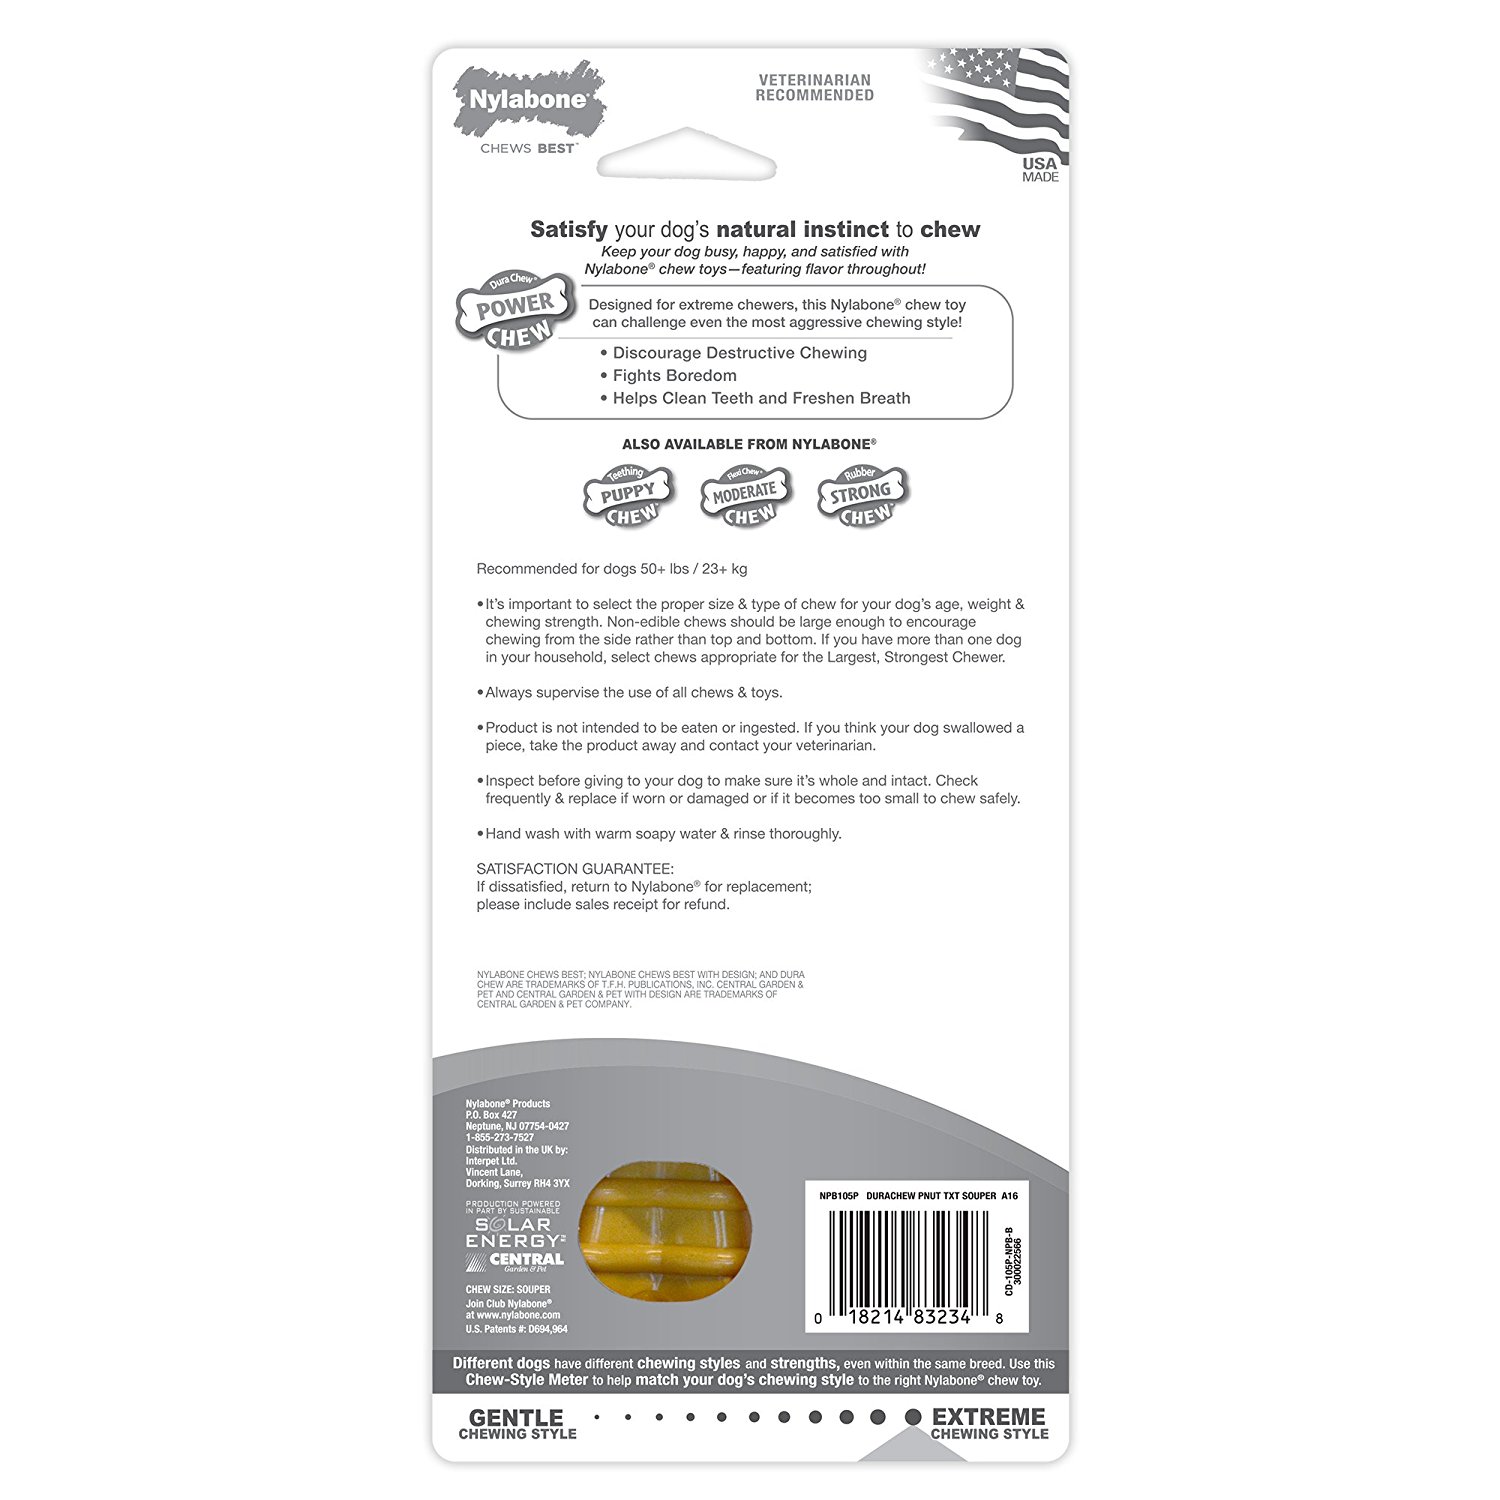 Nylabone®
CHEWS BEST™
VETERINARIAN
RECOMMENDED
USA
MADE
Satisfy your dog's natural instinct to chew
Keep your dog busy, happy, and satisfied with
Nylabone® chew toys—featuring flavor throughout!
Dura Chew®
POWER
CHEW™
Designed for extreme chewers, this Nylabone® chew toy
can challenge even the most aggressive chewing style!
• Discourage Destructive Chewing
• Fights Boredom
• Helps Clean Teeth and Freshen Breath
ALSO AVAILABLE FROM NYLABONE®
Teething
PUPPY
CHEW™
Flexi Chew®
MODERATE
CHEW™
Rubber
STRONG
CHEW™
Recommended for dogs 50+ lbs / 23+ kg
•It's important to select the proper size & type of chew for your dog's age, weight &
chewing strength. Non-edible chews should be large enough to encourage
chewing from the side rather than top and bottom. If you have more than one dog
in your household, select chews appropriate for the Largest, Strongest Chewer.
•Always supervise the use of all chews & toys.
•Product is not intended to be eaten or ingested. If you think your dog swallowed a
piece, take the product away and contact your veterinarian.
•Inspect before giving to your dog to make sure it's whole and intact. Check
frequently & replace if worn or damaged or if it becomes too small to chew safely.
•Hand wash with warm soapy water & rinse thoroughly.
SATISFACTION GUARANTEE:
If dissatisfied, return to Nylabone® for replacement;
please include sales receipt for refund.
NYLABONE CHEWS BEST; NYLABONE CHEWS BEST WITH DESIGN; AND DURA
CHEW ARE TRADEMARKS OF T.F.H. PUBLICATIONS, INC. CENTRAL GARDEN &
PET AND CENTRAL GARDEN & PET WITH DESIGN ARE TRADEMARKS OF
CENTRAL GARDEN & PET COMPANY.
Nylabone® Products
P.O. Box 427
Neptune, NJ 07754-0427
1-855-273-7527
Distributed in the UK by:
Interpet Ltd.
Vincent Lane,
Dorking, Surrey RH4 3YX
PRODUCTION POWERED
IN PART BY SUSTAINABLE
SOLAR
ENERGY
CENTRAL
Garden & Pet
CHEW SIZE: SOUPER
Join Club Nylabone®
at www.nylabone.com
U.S. Patents #: D694,964
NPB105P DURACHEW PNUT TXT SOUPER A16
CD-105P-NPB-B
300022566
0 18214 83234 8
Different dogs have different chewing styles and strengths, even within the same breed. Use this
Chew-Style Meter to help match your dog's chewing style to the right Nylabone® chew toy.
GENTLE
CHEWING STYLE
EXTREME
CHEWING STYLE